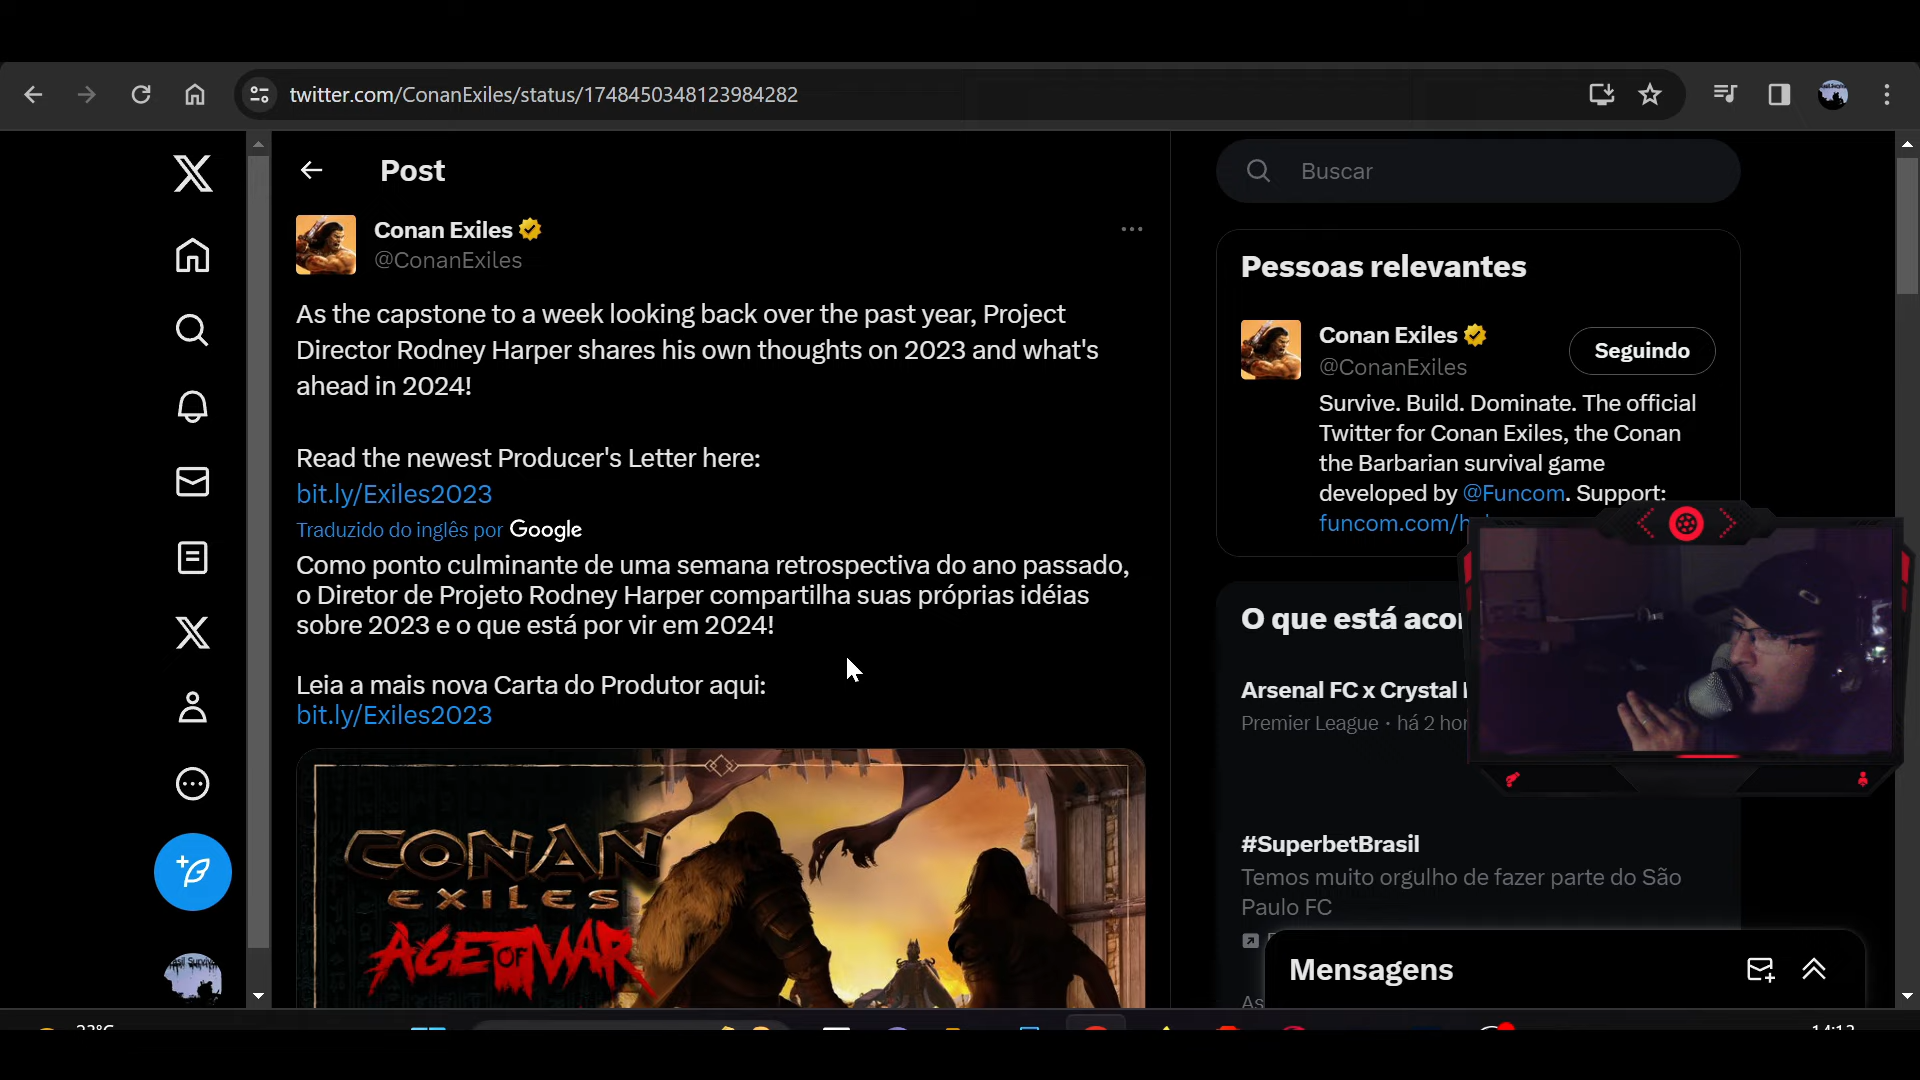 twitter.com/ConanExiles/status/1748450348123984282
Post
Conan Exiles
@ConanExiles
As the capstone to a week looking back over the past year, Project
Director Rodney Harper shares his own thoughts on 2023 and what's
ahead in 2024!
Read the newest Producer's Letter here:
bit.ly/Exiles2023
Traduzido do inglês por Google
Como ponto culminante de uma semana retrospectiva do ano passado,
o Diretor de Projeto Rodney Harper compartilha suas próprias idéias
sobre 2023 e o que está por vir em 2024!
Leia a mais nova Carta do Produtor aqui:
bit.ly/Exiles2023
CONAN
EXILES
AGE OF WAR
Buscar
Pessoas relevantes
Conan Exiles
@ConanExiles
Seguindo
Survive. Build. Dominate. The official
Twitter for Conan Exiles, the Conan
the Barbarian survival game
developed by @Funcom. Support:
funcom.com/h
O que está aco
Arsenal FC x Crystal
Premier League · há 2 hor
#SuperbetBrasil
Temos muito orgulho de fazer parte do São
Paulo FC
As
Mensagens